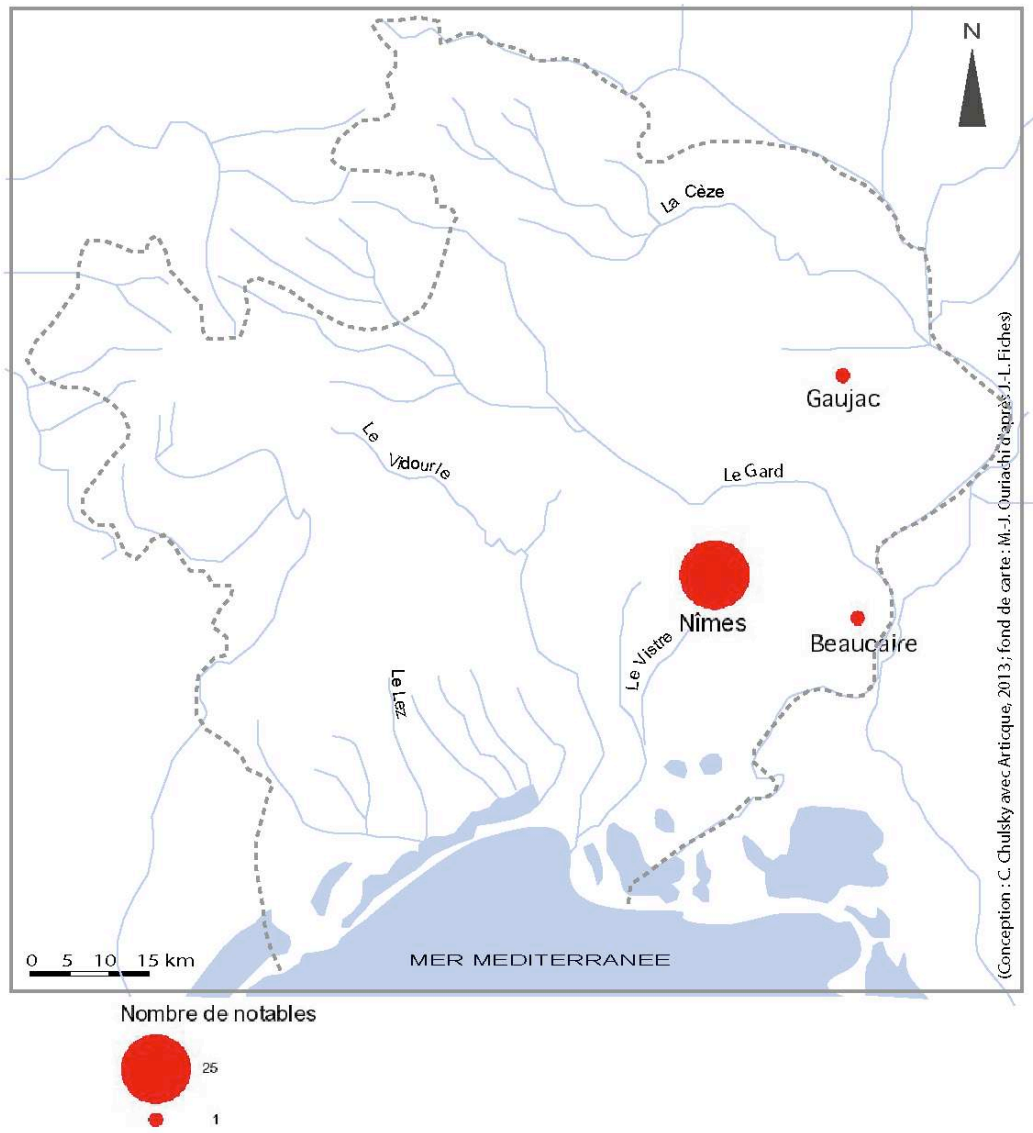 N
La Cèze
Gaujac
Le Vidourle
Le Gard
Nîmes
Beaucaire
Le Vistre
Le Lez
0 5 10 15 km
MER MEDITERRANEE
(Conception : C. Chulsky avec Articque, 2013 ; fond de carte : M.-J. Ouriachi d'après J.-L. Fiches)
Nombre de notables
25
1